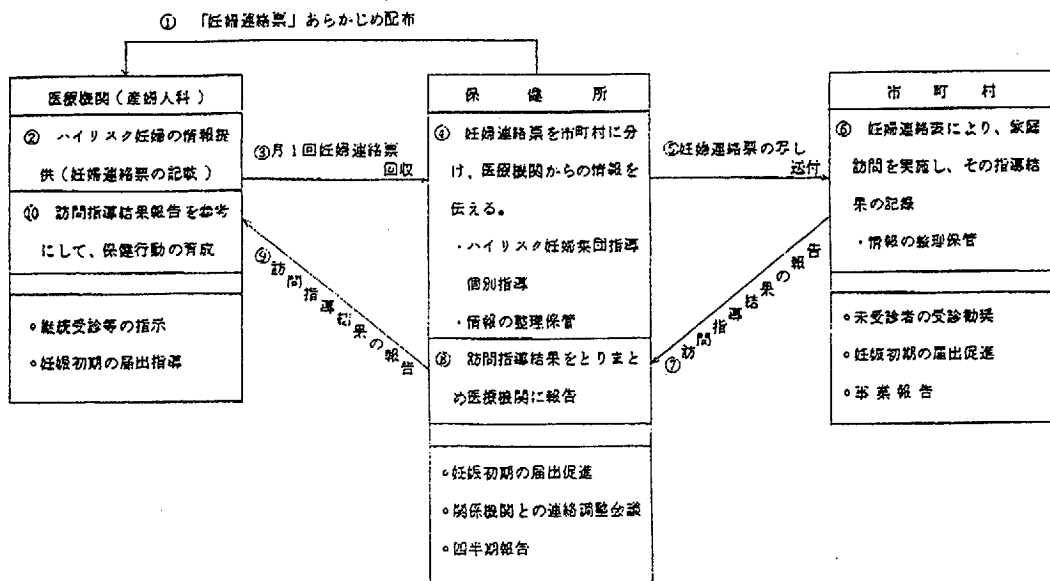 ① 「妊婦連絡票」あらかじめ配布
医療機関(産婦人科)
② ハイリスク妊婦の情報提
供(妊婦連絡票の記載)
⑩ 訪問指導結果報告を参考
にして、保健行動の育成
◦継続受診等の指示
◦妊娠初期の届出指導
③月1回妊婦連絡票
回収
保健所
④ 妊婦連絡票を市町村に分
け、医療機関からの情報を
伝える。
・ハイリスク妊婦集団指導
個別指導
・情報の整理保管
⑧ 訪問指導結果をとりまと
め医療機関に報告
◦妊娠初期の届出促進
◦関係機関との連絡調整会議
◦四半期報告
⑤妊婦連絡票の写し
送付
市町村
⑥ 妊婦連絡表により、家庭
訪問を実施し、その指導結
果の記録
・情報の整理保管
◦未受診者の受診勧奨
◦妊娠初期の届出促進
◦事業報告
⑦訪問指導結果の報告
⑨訪問指導結果の報告